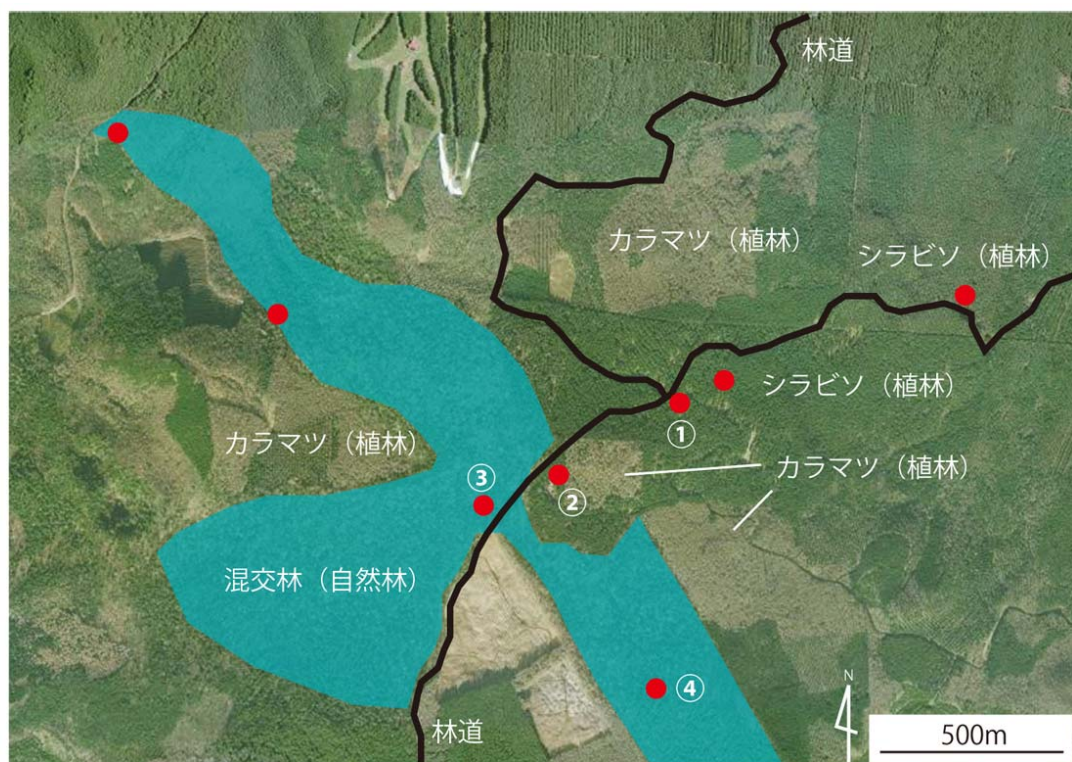 林道
カラマツ（植林）
シラビソ（植林）
シラビソ（植林）
①
カラマツ（植林）
カラマツ（植林）
③
②
混交林（自然林）
④
N
林道
500m